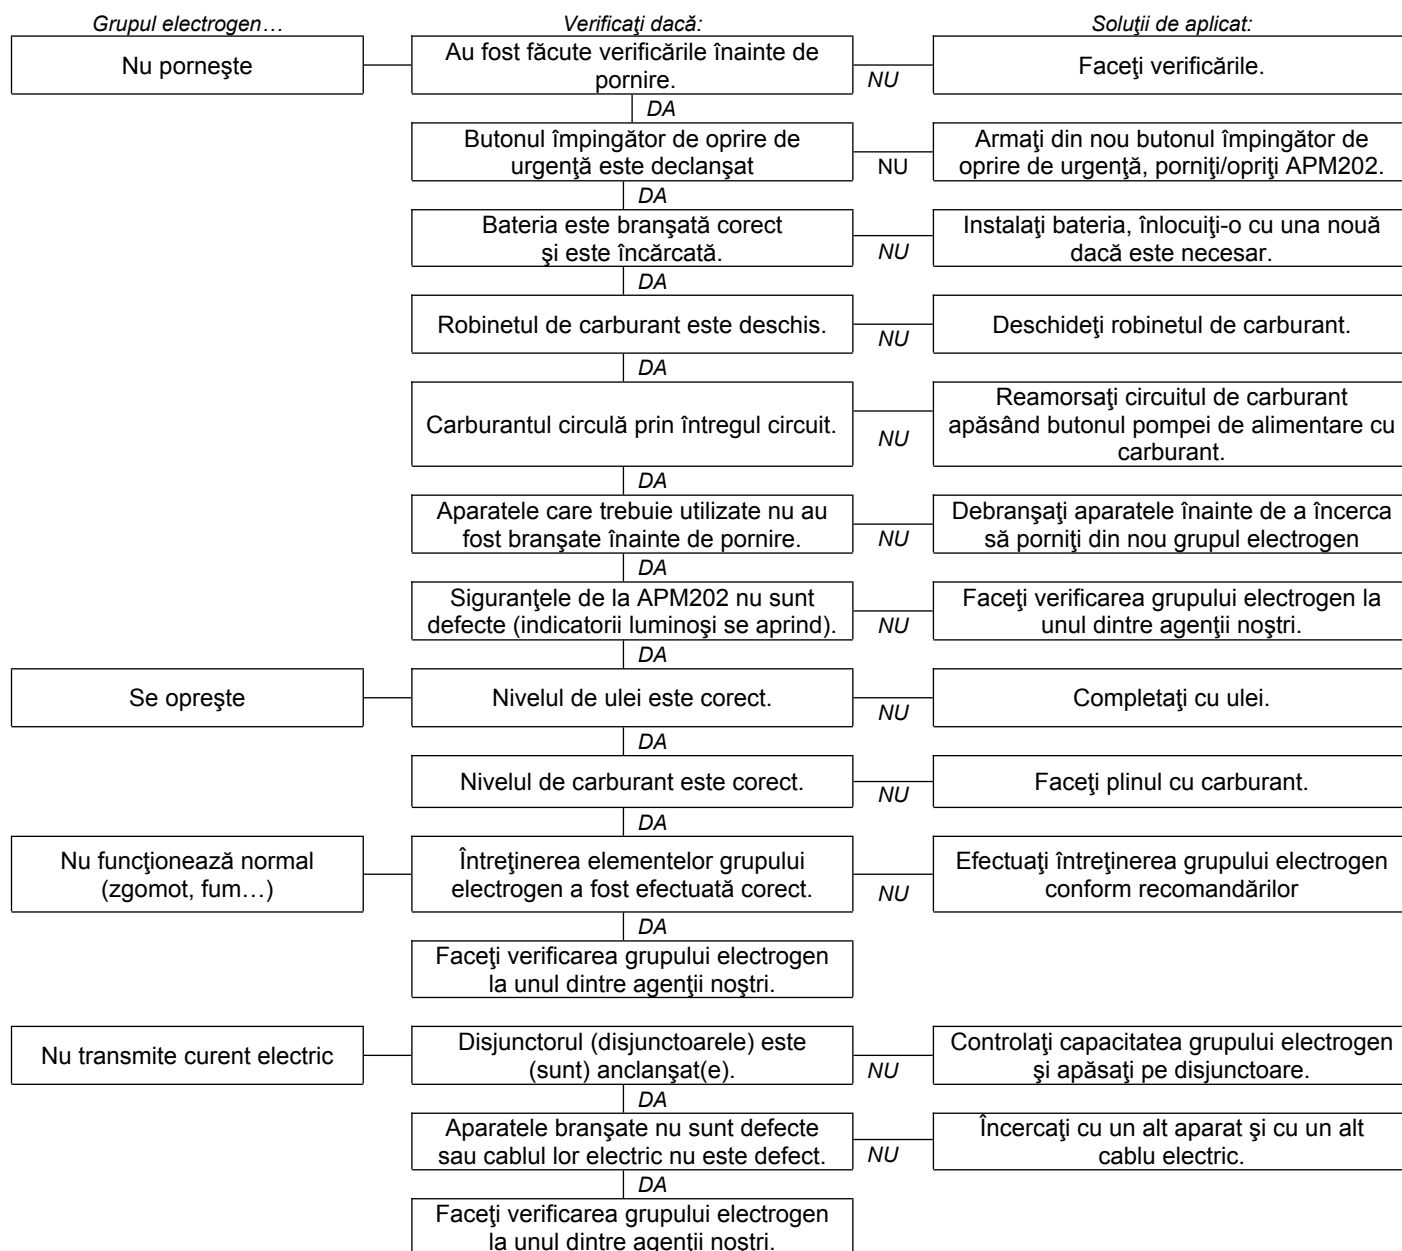 Grupul electrogen…
Verificaţi dacă:
Soluţii de aplicat:
Nu porneşte
Au fost făcute verificările înainte de
pornire.
NU
Faceţi verificările.
DA
Butonul împingător de oprire de
urgenţă este declanşat
NU
Armaţi din nou butonul împingător de
oprire de urgenţă, porniţi/opriţi APM202.
DA
Bateria este branşată corect
şi este încărcată.
NU
Instalaţi bateria, înlocuiţi-o cu una nouă
dacă este necesar.
DA
Robinetul de carburant este deschis.
NU
Deschideţi robinetul de carburant.
DA
Carburantul circulă prin întregul circuit.
NU
Reamorsaţi circuitul de carburant
apăsând butonul pompei de alimentare cu
carburant.
DA
Aparatele care trebuie utilizate nu au
fost branşate înainte de pornire.
NU
Debranşaţi aparatele înainte de a încerca
să porniţi din nou grupul electrogen
DA
Siguranţele de la APM202 nu sunt
defecte (indicatorii luminoşi se aprind).
NU
Faceţi verificarea grupului electrogen la
unul dintre agenţii noştri.
DA
Se opreşte
Nivelul de ulei este corect.
NU
Completaţi cu ulei.
DA
Nivelul de carburant este corect.
NU
Faceţi plinul cu carburant.
DA
Nu funcţionează normal
(zgomot, fum…)
Întreţinerea elementelor grupului
electrogen a fost efectuată corect.
NU
Efectuaţi întreţinerea grupului electrogen
conform recomandărilor
DA
Faceţi verificarea grupului electrogen
la unul dintre agenţii noştri.
Nu transmite curent electric
Disjunctorul (disjunctoarele) este
(sunt) anclanşat(e).
NU
Controlaţi capacitatea grupului electrogen
şi apăsaţi pe disjunctoare.
DA
Aparatele branşate nu sunt defecte
sau cablul lor electric nu este defect.
NU
Încercaţi cu un alt aparat şi cu un alt
cablu electric.
DA
Faceţi verificarea grupului electrogen
la unul dintre agenţii noştri.